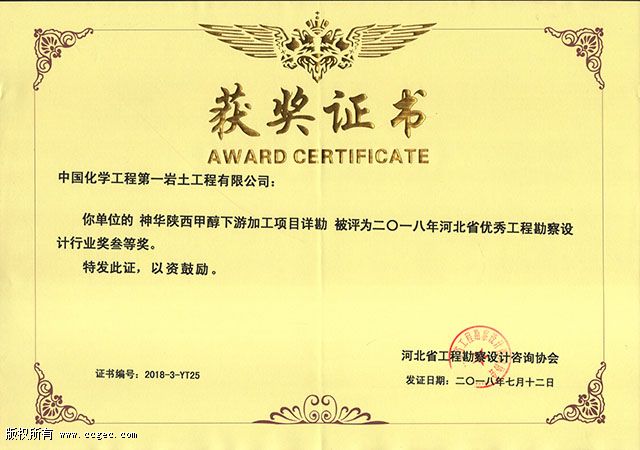 获奖证书
AWARD CERTIFICATE
中国化学工程第一岩土工程有限公司：
你单位的 神华陕西甲醇下游加工项目详勘 被评为二〇一八年河北省优秀工程勘察设
计行业奖叁等奖。
特发此证，以资鼓励。
河北省工程勘察设计咨询协会
证书编号：2018-3-YT25
发证日期：二〇一八年七月十二日
版权所有 www.ccgec.com